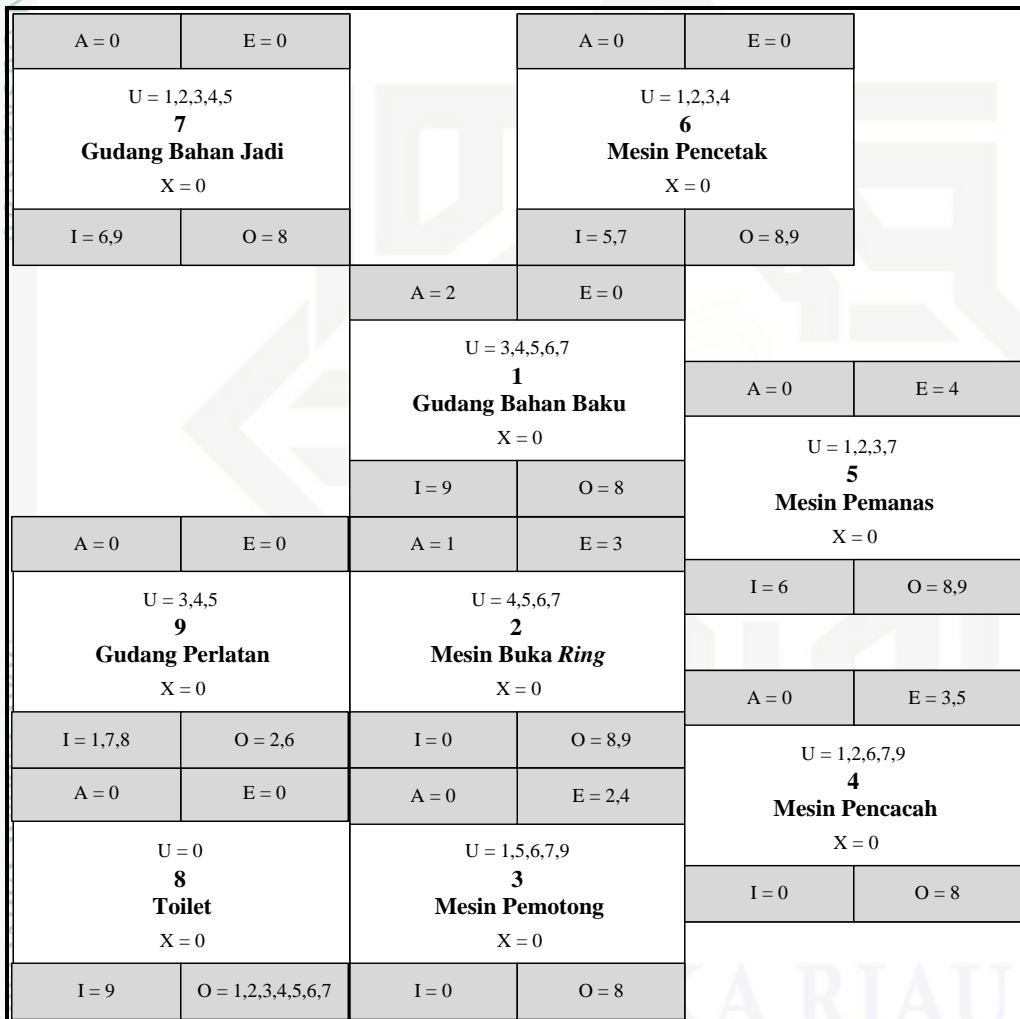 A = 0 E = 0
U = 1,2,3,4,5
7
Gudang Bahan Jadi
X = 0
I = 6,9 O = 8
A = 0 E = 0
U = 1,2,3,4
6
Mesin Pencetak
X = 0
I = 5,7 O = 8,9
A = 2 E = 0
U = 3,4,5,6,7
1
Gudang Bahan Baku
X = 0
I = 9 O = 8
A = 0 E = 4
U = 1,2,3,7
5
Mesin Pemanas
X = 0
I = 6 O = 8,9
A = 0 E = 0
U = 3,4,5
9
Gudang Perlatan
X = 0
I = 1,7,8 O = 2,6
A = 1 E = 3
U = 4,5,6,7
2
Mesin Buka Ring
X = 0
I = 0 O = 8,9
A = 0 E = 3,5
U = 1,2,6,7,9
4
Mesin Pencacah
X = 0
I = 0 O = 8
A = 0 E = 0
U = 0
8
Toilet
X = 0
I = 9 O = 1,2,3,4,5,6,7
A = 0 E = 2,4
U = 1,5,6,7,9
3
Mesin Pemotong
X = 0
I = 0 O = 8
KA RIAU